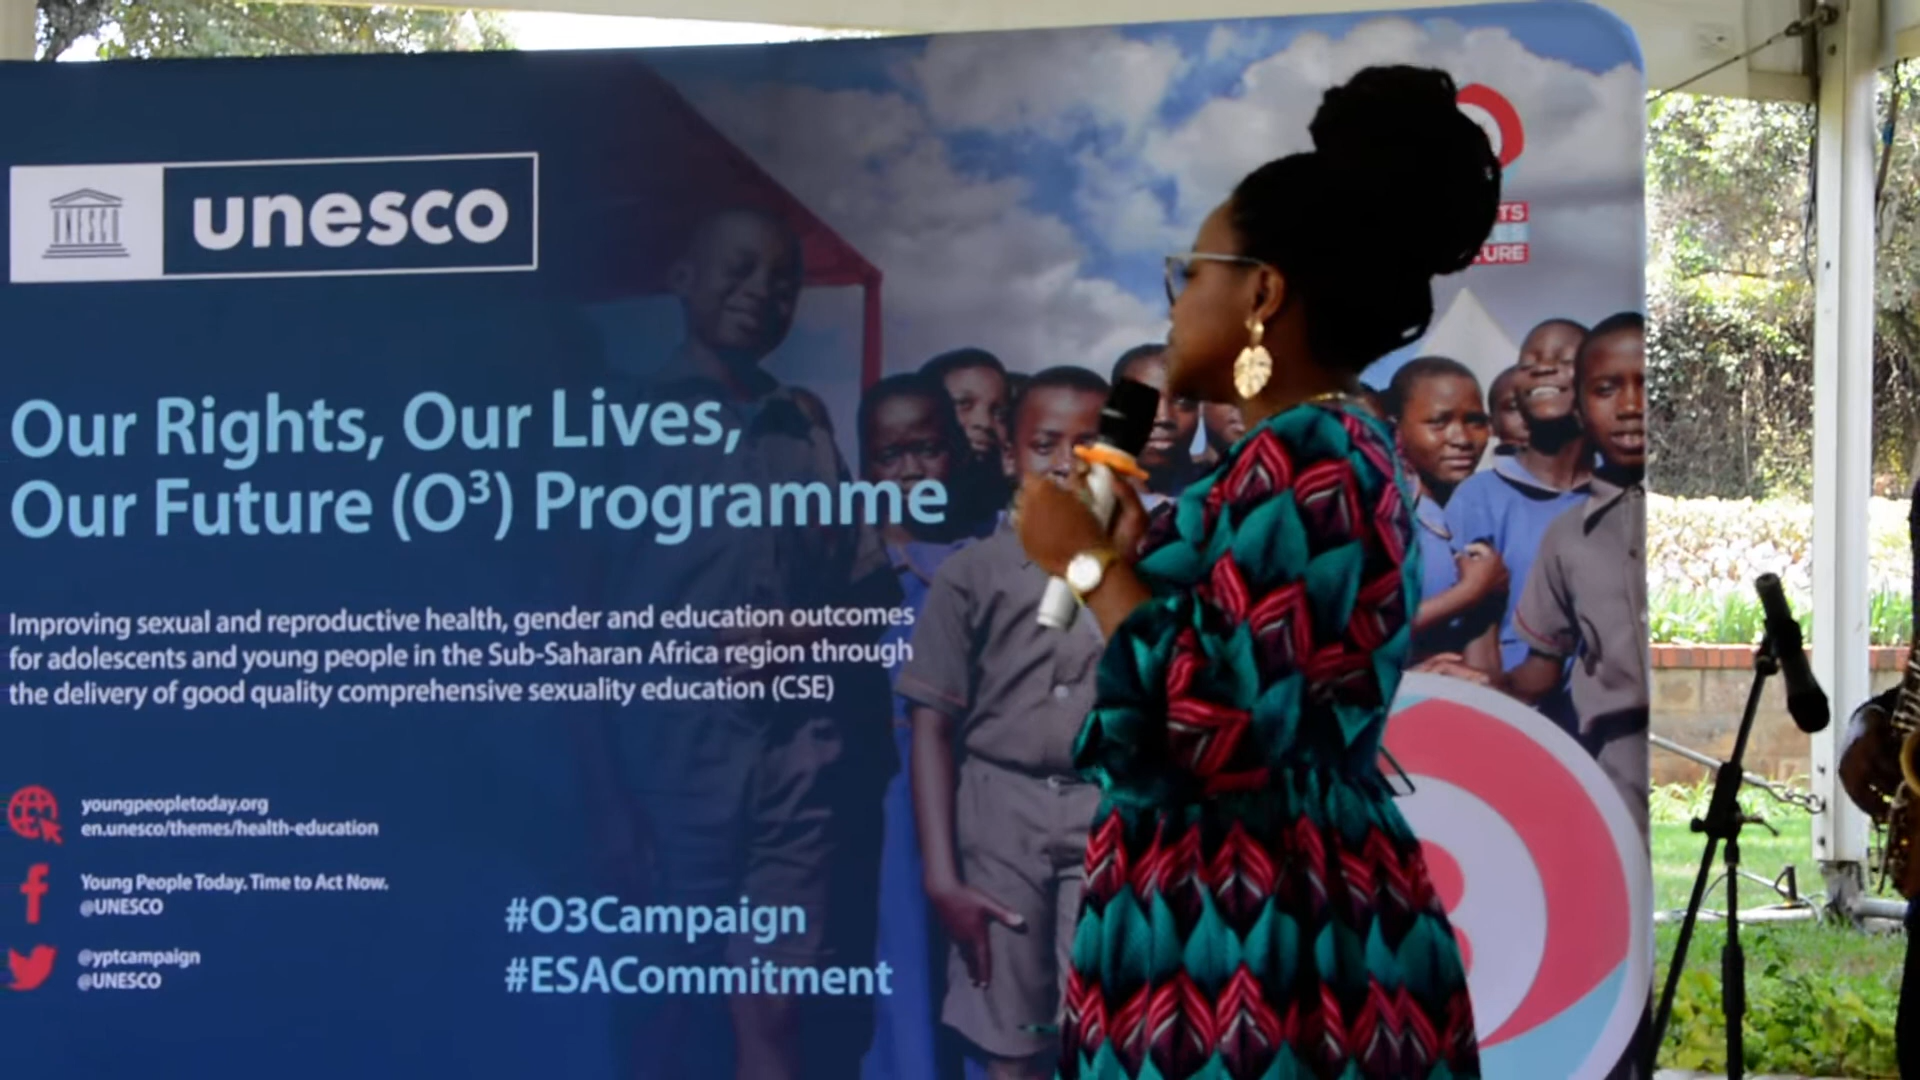 UNESCO
unesco
Our Rights, Our Lives,
Our Future (O³) Programme
Improving sexual and reproductive health, gender and education outcomes
for adolescents and young people in the Sub-Saharan Africa region through
the delivery of good quality comprehensive sexuality education (CSE)
youngpeopletoday.org
en.unesco/themes/health-education
Young People Today. Time to Act Now.
@UNESCO
@yptcampaign
@UNESCO
#O3Campaign
#ESACommitment